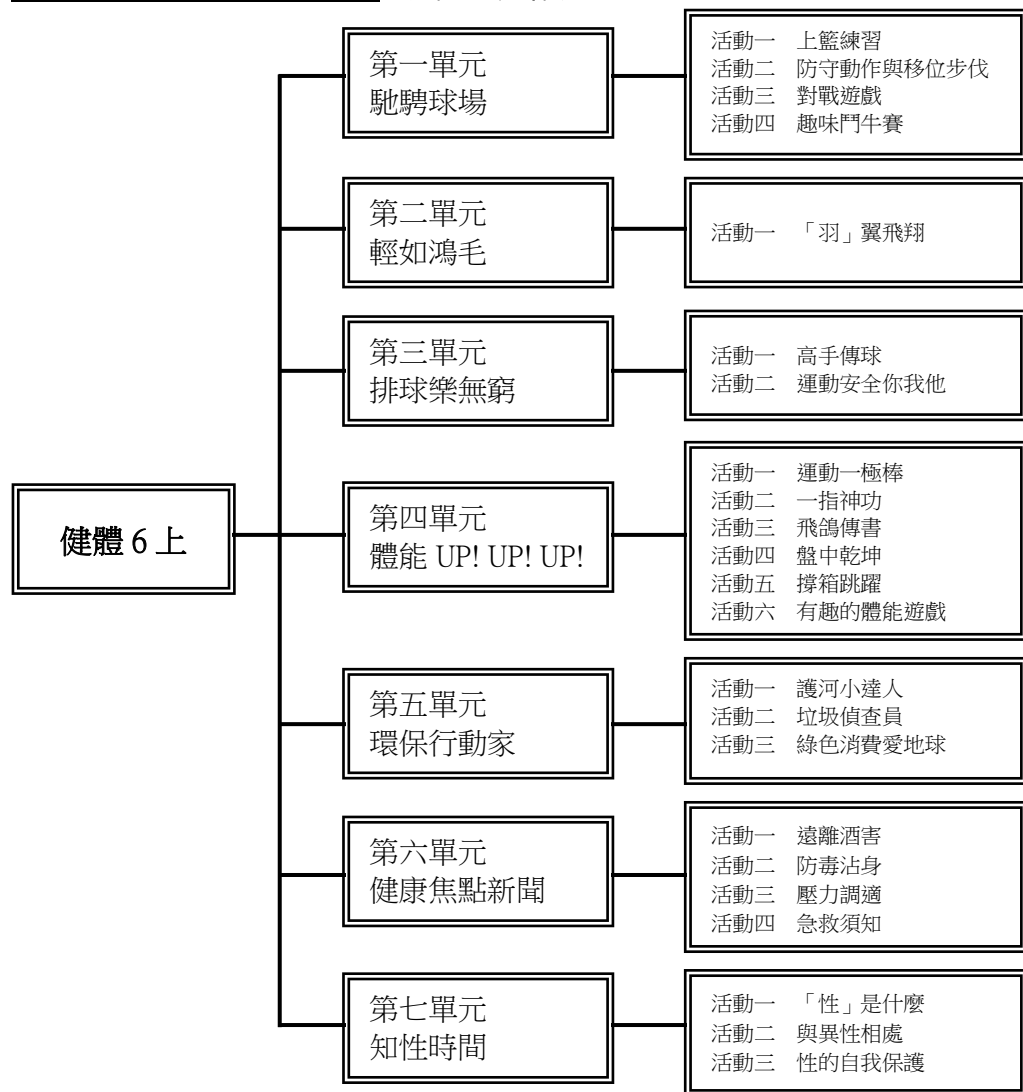 第一單元
馳騁球場
活動一　上籃練習
活動二　防守動作與移位步伐
活動三　對戰遊戲
活動四　趣味鬥牛賽
第二單元
輕如鴻毛
活動一　「羽」翼飛翔
第三單元
排球樂無窮
活動一　高手傳球
活動二　運動安全你我他
健體 6 上
第四單元
體能 UP! UP! UP!
活動一　運動一極棒
活動二　一指神功
活動三　飛鴿傳書
活動四　盤中乾坤
活動五　撐箱跳躍
活動六　有趣的體能遊戲
第五單元
環保行動家
活動一　護河小達人
活動二　垃圾偵查員
活動三　綠色消費愛地球
第六單元
健康焦點新聞
活動一　遠離酒害
活動二　防毒沾身
活動三　壓力調適
活動四　急救須知
第七單元
知性時間
活動一　「性」是什麼
活動二　與異性相處
活動三　性的自我保護